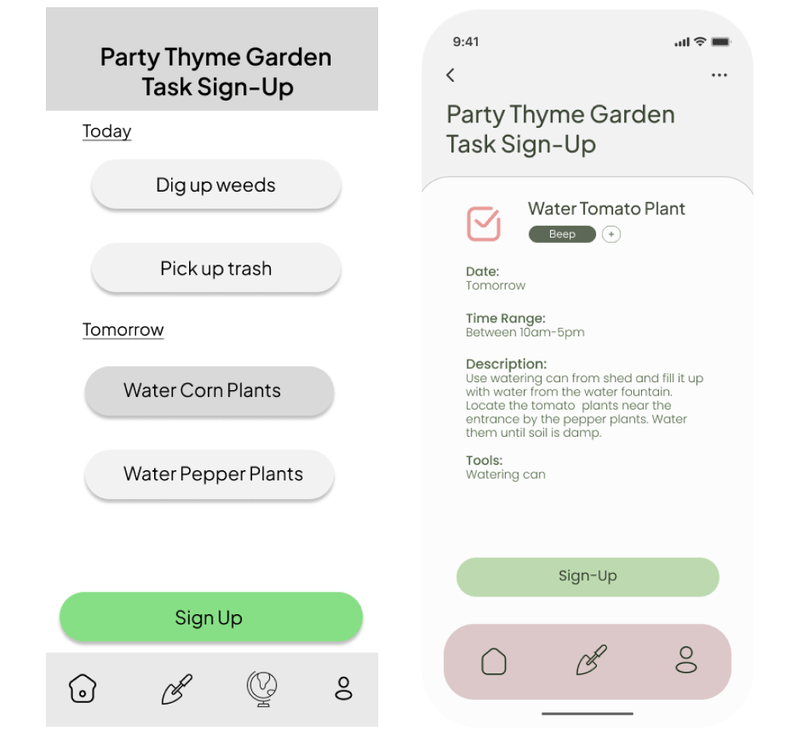 Party Thyme Garden
Task Sign-Up
Today
Dig up weeds
Pick up trash
Tomorrow
Water Corn Plants
Water Pepper Plants
Sign Up
9:41
Party Thyme Garden
Task Sign-Up
Water Tomato Plant
Beep
+
Date:
Tomorrow
Time Range:
Between 10am-5pm
Description:
Use watering can from shed and fill it up
with water from the water fountain.
Locate the tomato  plants near the
entrance by the pepper plants. Water
them until soil is damp.
Tools:
Watering can
Sign-Up